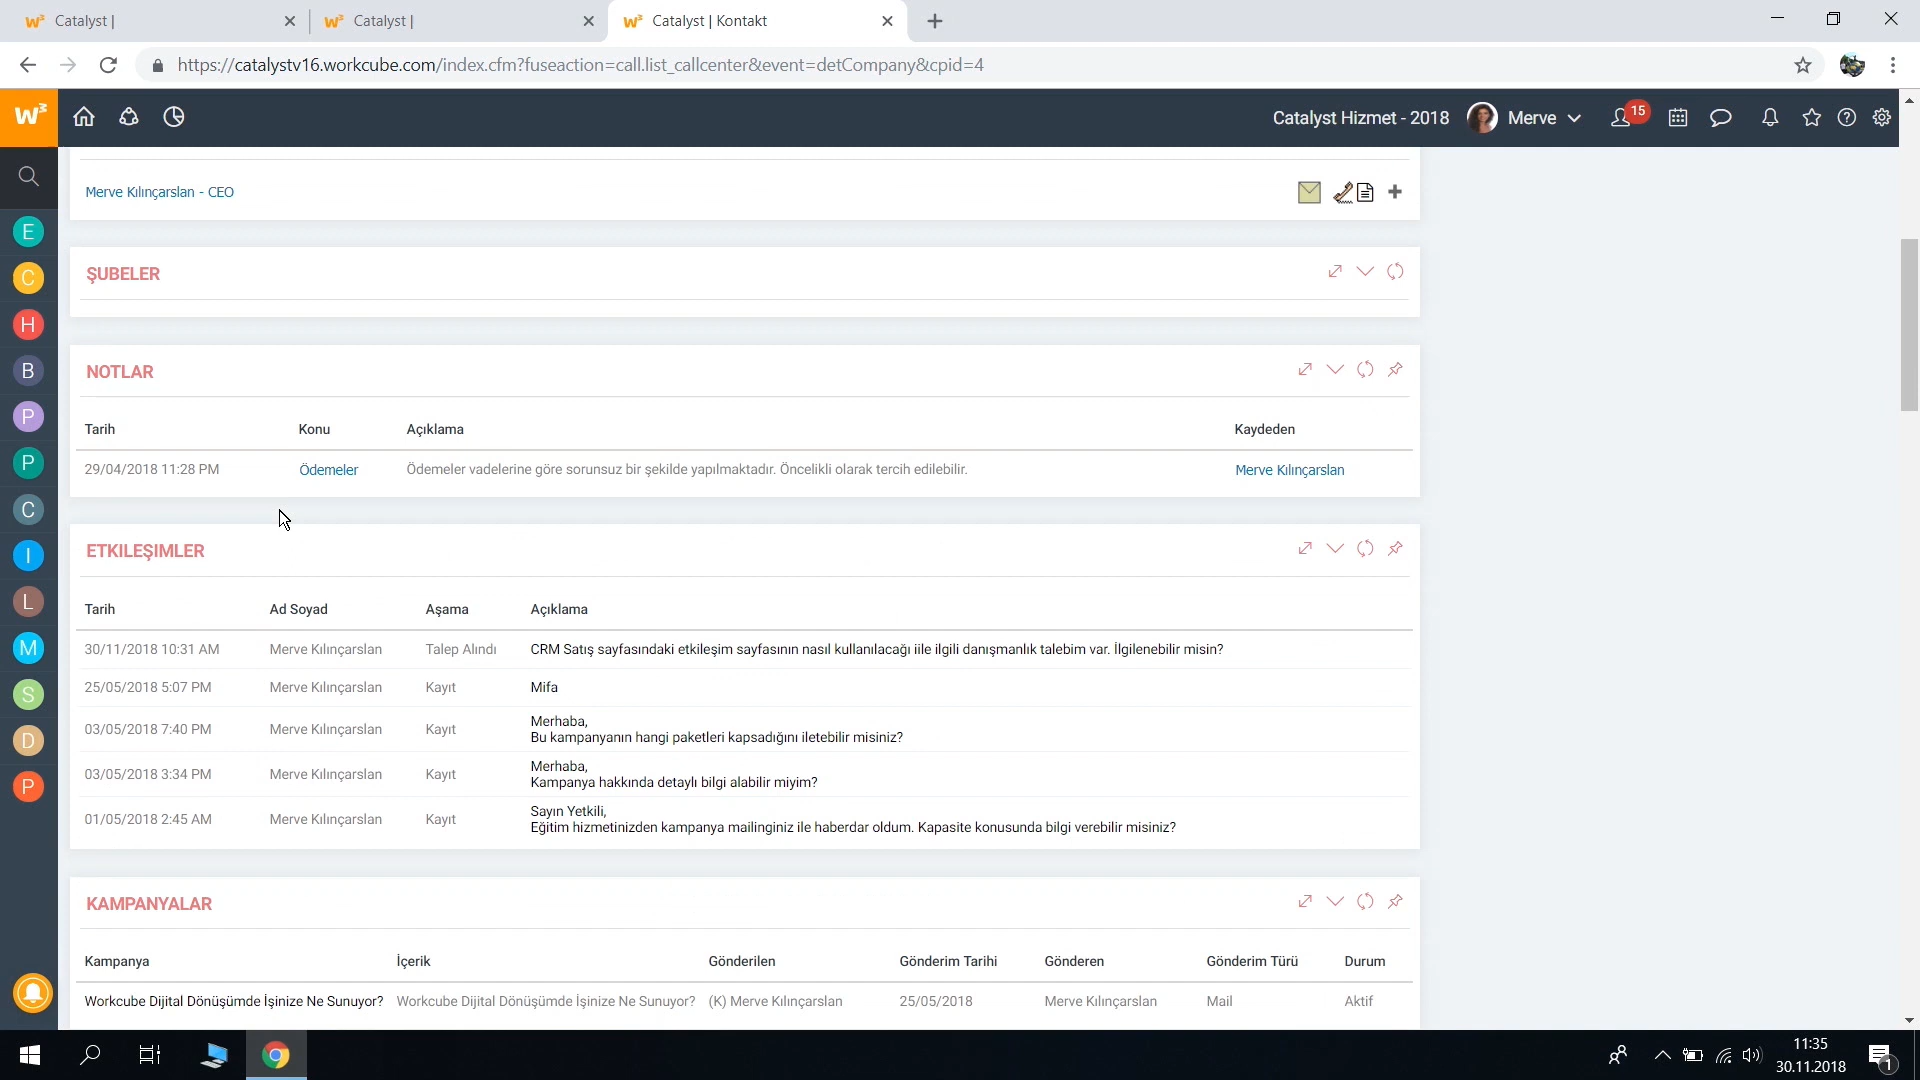 Catalyst |
Catalyst |
Catalyst | Kontakt
https://catalystv16.workcube.com/index.cfm?fuseaction=call.list_callcenter&event=detCompany&cpid=4
w3
Catalyst Hizmet - 2018
Merve
15
Merve Kılınçarslan - CEO
E
C
H
B
P
P
C
I
L
M
S
D
P
ŞUBELER
NOTLAR
Tarih Konu Açıklama Kaydeden
29/04/2018 11:28 PM Ödemeler Ödemeler vadelerine göre sorunsuz bir şekilde yapılmaktadır. Öncelikli olarak tercih edilebilir. Merve Kılınçarslan
ETKILEŞIMLER
Tarih Ad Soyad Aşama Açıklama
30/11/2018 10:31 AM Merve Kılınçarslan Talep Alındı CRM Satış sayfasındaki etkileşim sayfasının nasıl kullanılacağı iile ilgili danışmanlık talebim var. İlgilenebilir misin?
25/05/2018 5:07 PM Merve Kılınçarslan Kayıt Mifa
03/05/2018 7:40 PM Merve Kılınçarslan Kayıt Merhaba,
Bu kampanyanın hangi paketleri kapsadığını iletebilir misiniz?
03/05/2018 3:34 PM Merve Kılınçarslan Kayıt Merhaba,
Kampanya hakkında detaylı bilgi alabilir miyim?
01/05/2018 2:45 AM Merve Kılınçarslan Kayıt Sayın Yetkili,
Eğitim hizmetinizden kampanya mailinginiz ile haberdar oldum. Kapasite konusunda bilgi verebilir misiniz?
KAMPANYALAR
Kampanya İçerik Gönderilen Gönderim Tarihi Gönderen Gönderim Türü Durum
Workcube Dijital Dönüşümde İşinize Ne Sunuyor? Workcube Dijital Dönüşümde İşinize Ne Sunuyor? (K) Merve Kılınçarslan 25/05/2018 Merve Kılınçarslan Mail Aktif
11:35
30.11.2018
1